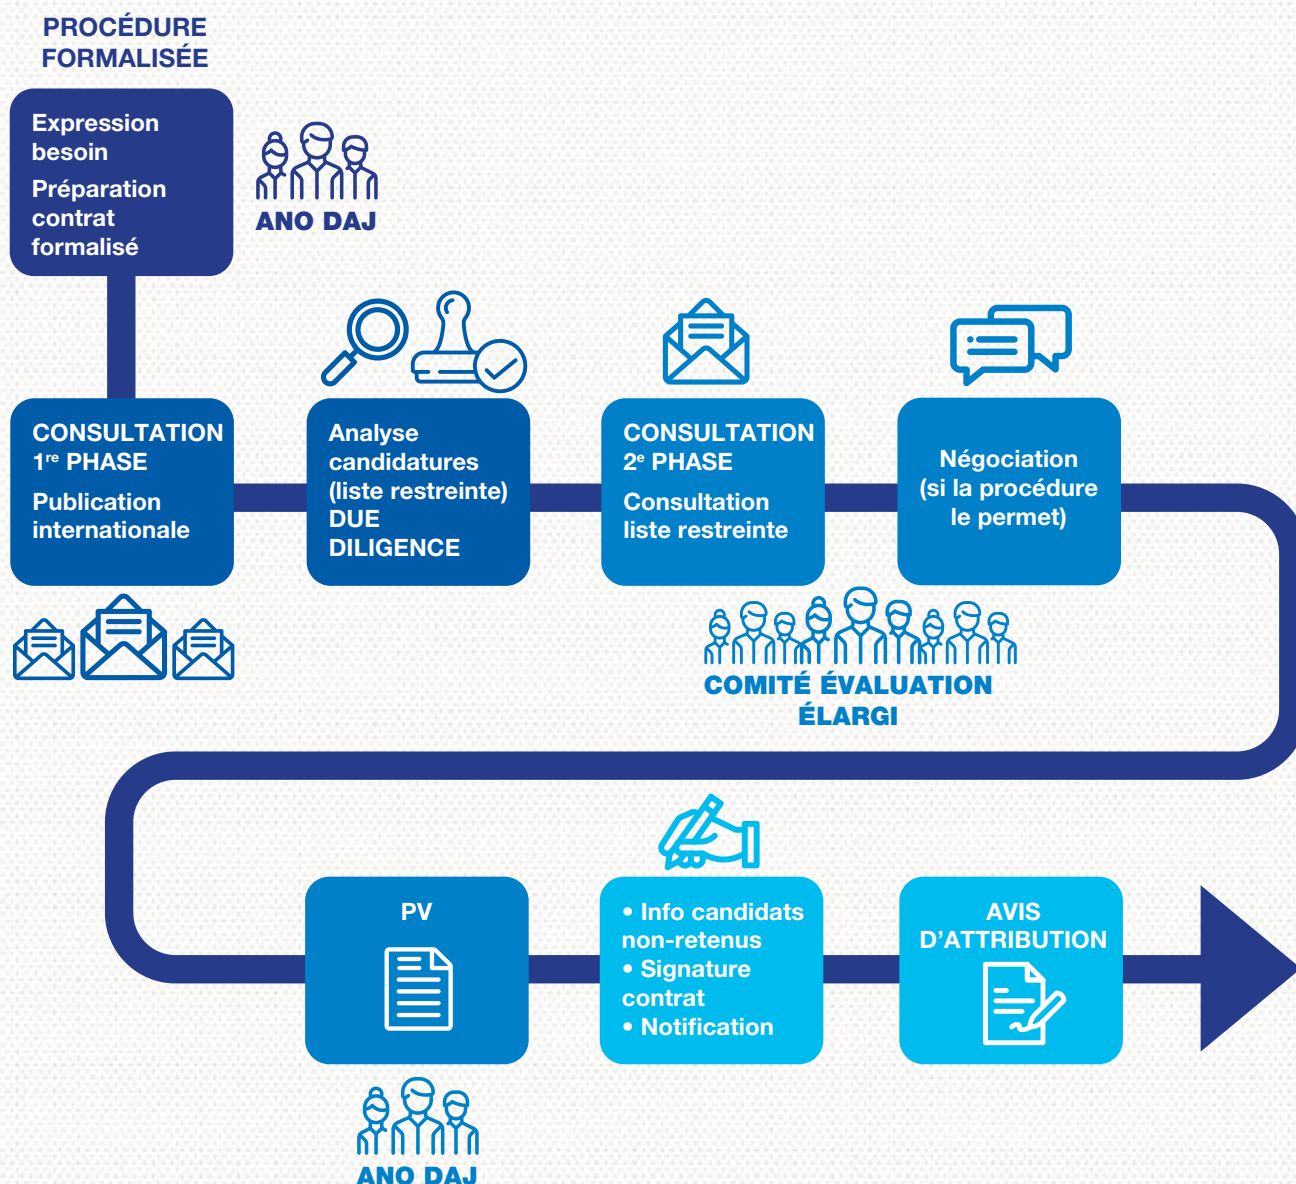 PROCÉDURE
FORMALISÉE
Expression
besoin
Préparation
contrat
formalisé
ANO DAJ
CONSULTATION
1re PHASE
Publication
internationale
Analyse
candidatures
(liste restreinte)
DUE
DILIGENCE
CONSULTATION
2e PHASE
Consultation
liste restreinte
Négociation
(si la procédure
le permet)
COMITÉ ÉVALUATION
ÉLARGI
PV
• Info candidats
non-retenus
• Signature
contrat
• Notification
AVIS
D’ATTRIBUTION
ANO DAJ